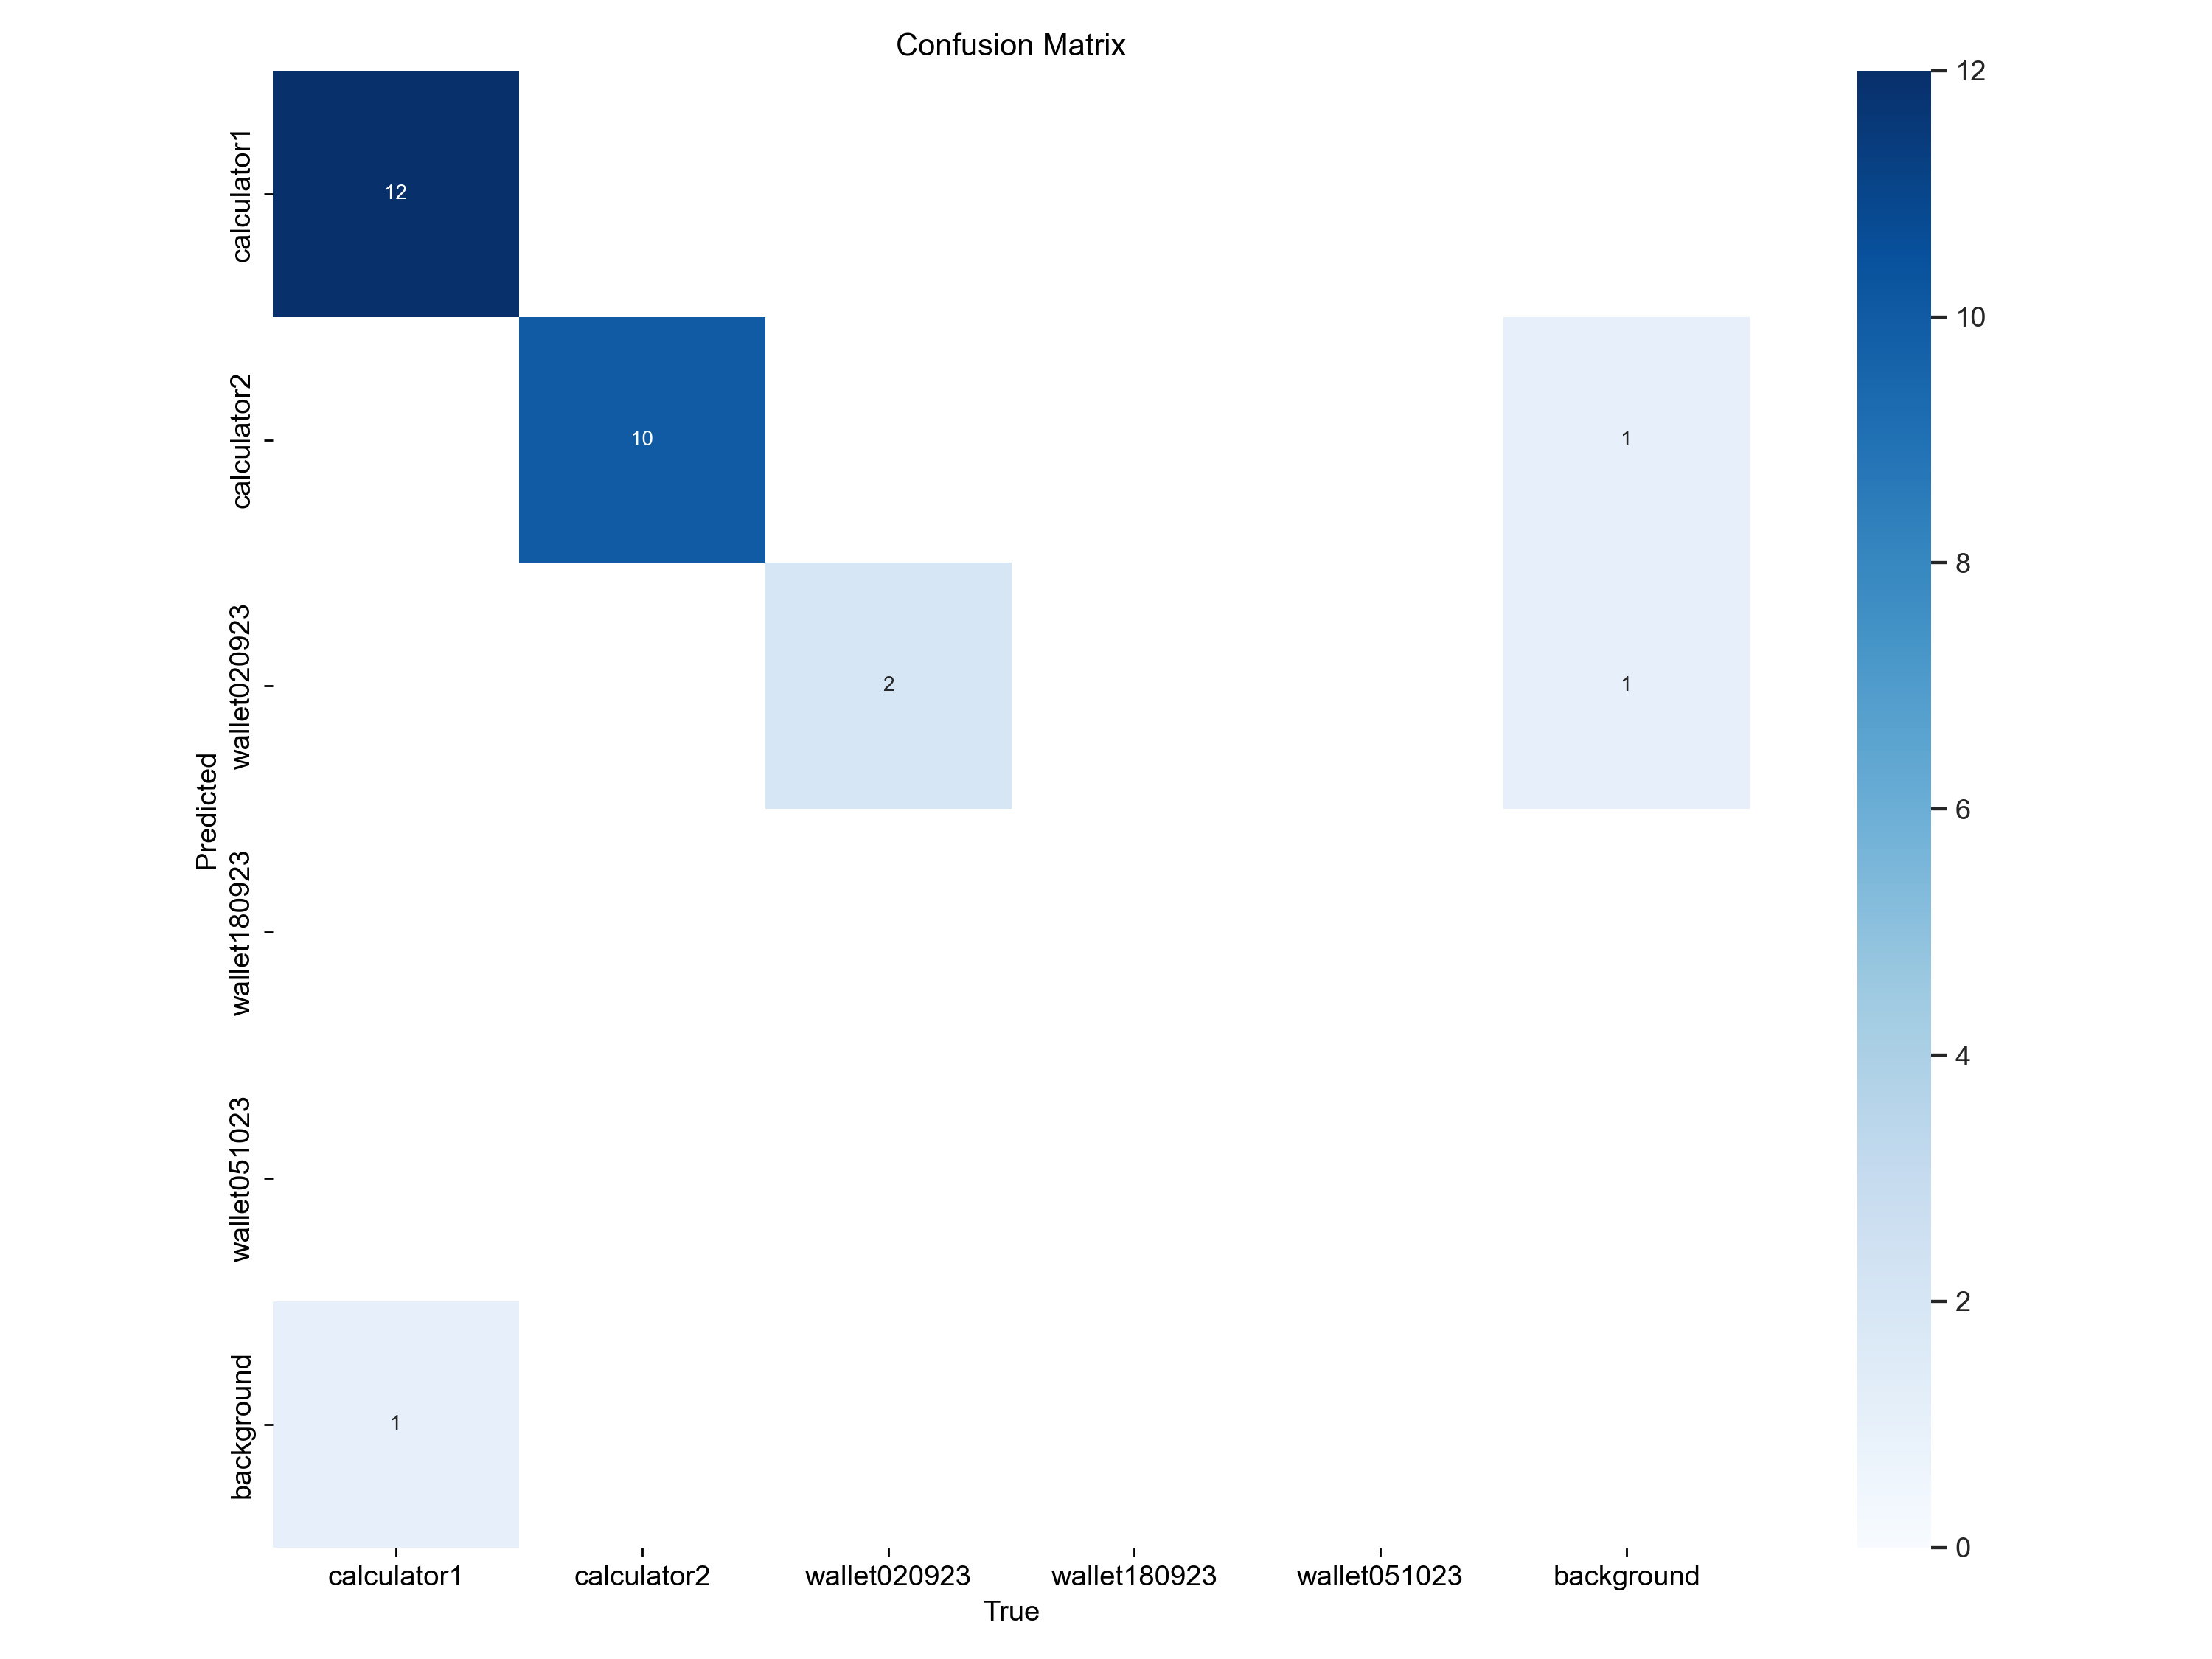 Confusion Matrix
Predicted
calculator1
calculator2
wallet020923
wallet180923
wallet051023
background
12
10
1
2
1
1
calculator1
calculator2
wallet020923
wallet180923
wallet051023
background
True
12
10
8
6
4
2
0